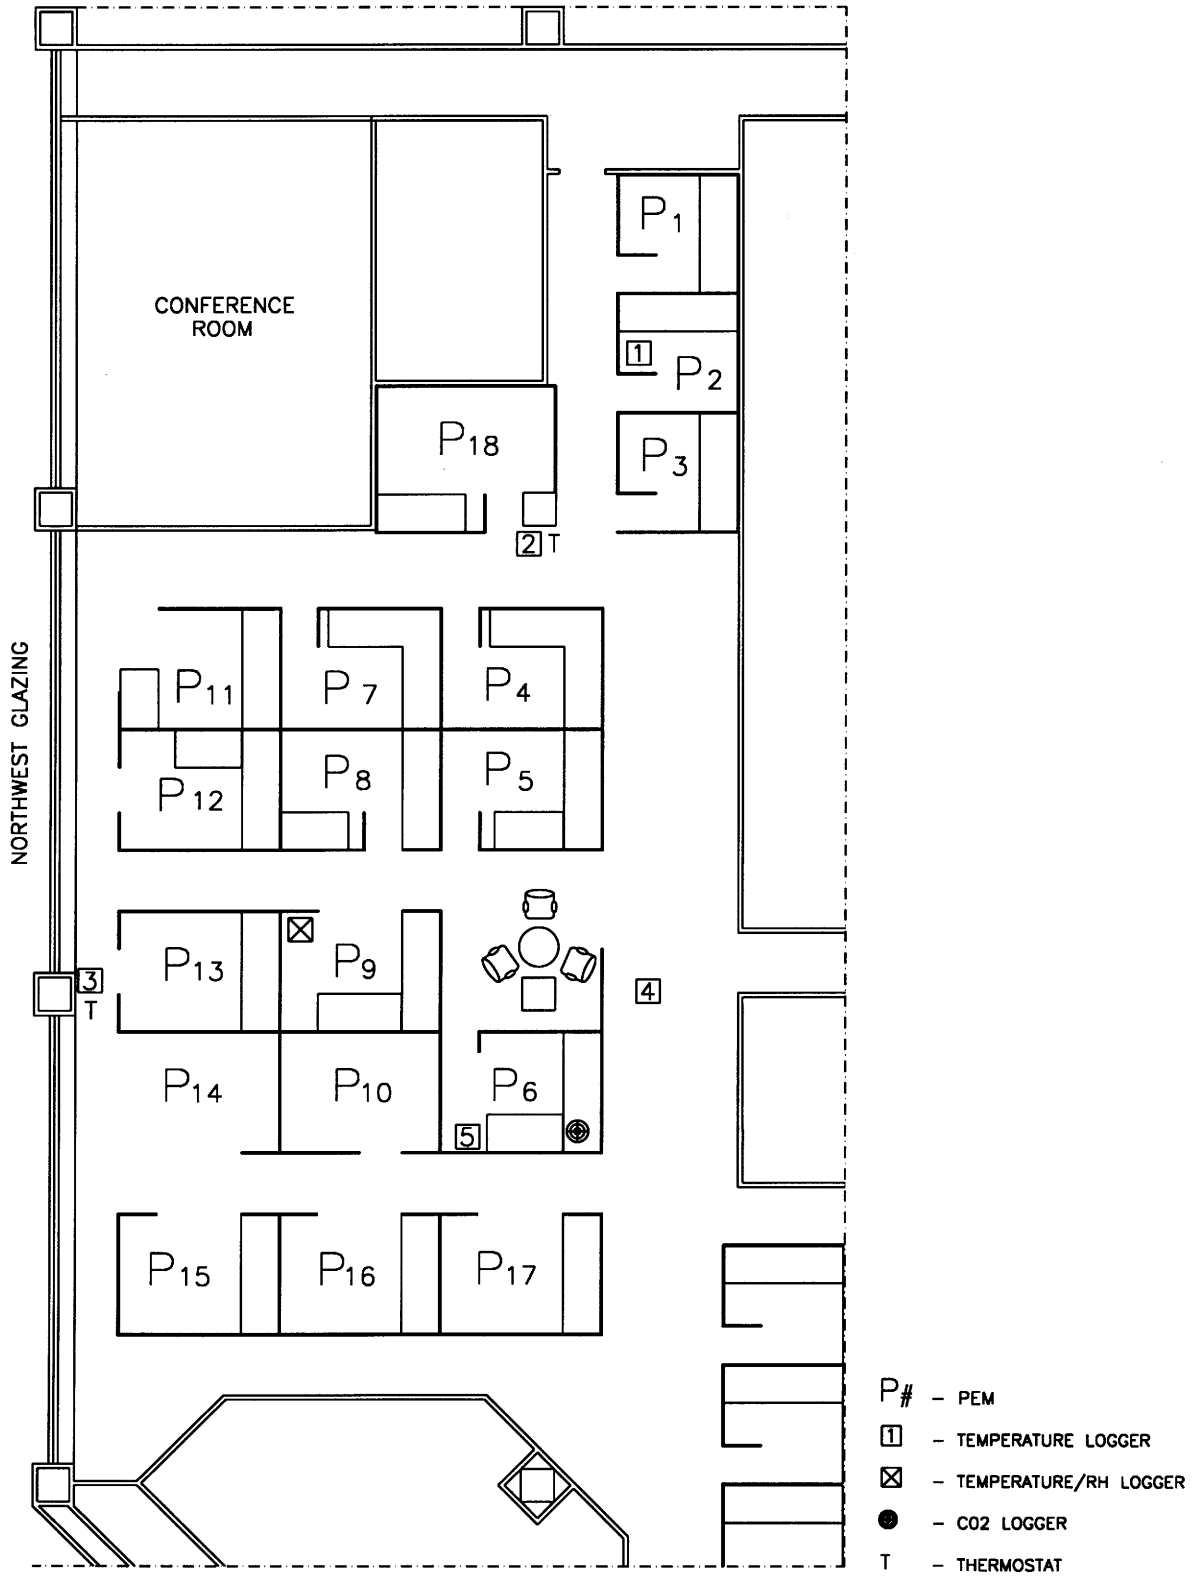 P1
CONFERENCE
ROOM
1
P2
P18
P3
2 T
NORTHWEST GLAZING
P11
P7
P4
P8
P5
P12
P13
P9
3
T
4
P14
P10
P6
5
P15
P16
P17
P# – PEM
1 – TEMPERATURE LOGGER
– TEMPERATURE/RH LOGGER
– CO2 LOGGER
T – THERMOSTAT